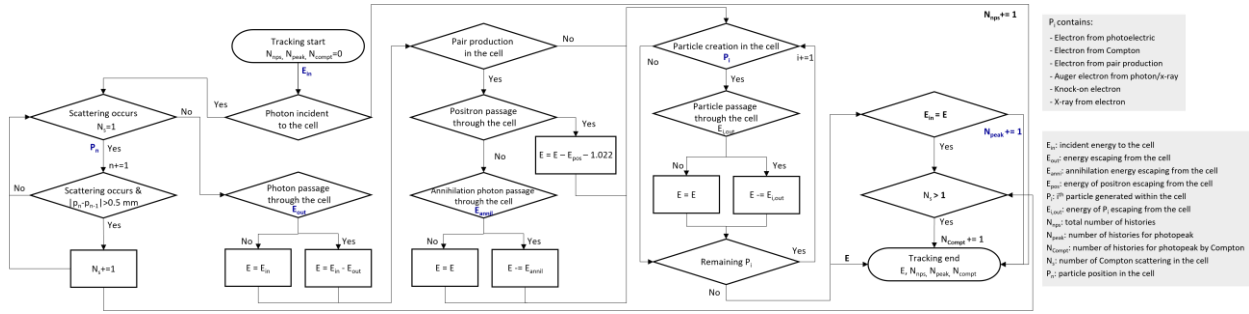 Tracking start
N_nps, N_peak, N_compt=0
E_in
Yes
Photon incident
to the cell
Scattering occurs
N_s=1
No
P_n
Yes
n+=1
Scattering occurs &
|p_n-p_n-1|>0.5 mm
No
Yes
N_s+=1
Photon passage
through the cell
E_out
No
Yes
E = E_in
E = E_in - E_out
Pair production
in the cell
No
Yes
Positron passage
through the cell
Yes
E = E – E_pos – 1.022
No
Annihilation photon passage
through the cell
E_annil
No
Yes
E = E
E -= E_annil
Particle creation in the cell
P_i
No
i+=1
Yes
Particle passage
through the cell
E_i,out
No
Yes
E = E
E -= E_i,out
Remaining P_i
Yes
No
N_nps+= 1
E_in = E
N_peak+= 1
Yes
N_s > 1
N_Compt += 1
E
Tracking end
E, N_nps, N_peak, N_compt
P_i contains:
- Electron from photoelectric
- Electron from Compton
- Electron from pair production
- Auger electron from photon/x-ray
- Knock-on electron
- X-ray from electron
E_in: incident energy to the cell
E_out: energy escaping from the cell
E_annil: annihilation energy escaping from the cell
E_pos: energy of positron escaping from the cell
P_i: i^th particle generated within the cell
E_i,out: energy of P_i escaping from the cell
N_nps: total number of histories
N_peak: number of histories for photopeak
N_Compt: number of histories for photopeak by Compton
N_s: number of Compton scattering in the cell
P_n: particle position in the cell